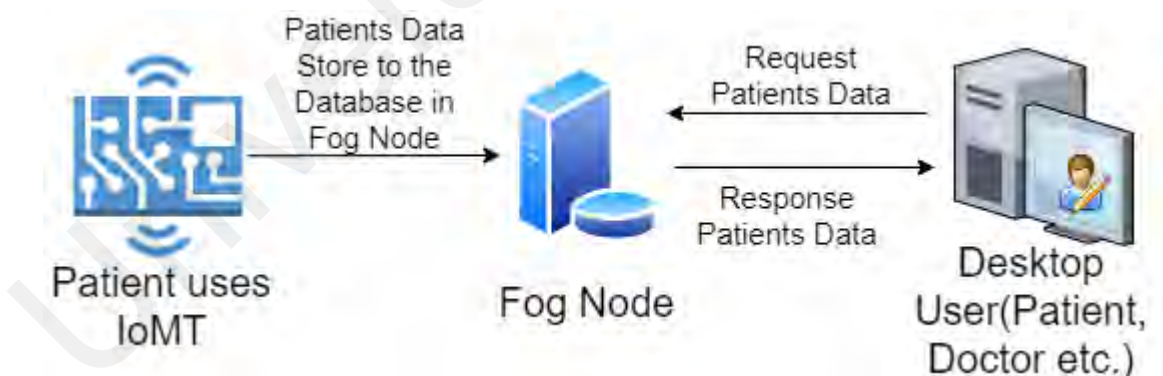 Patients Data
Store to the
Database in
Fog Node
Request
Patients Data
Response
Patients Data
Patient uses
IoMT
Fog Node
Desktop
User(Patient,
Doctor etc.)